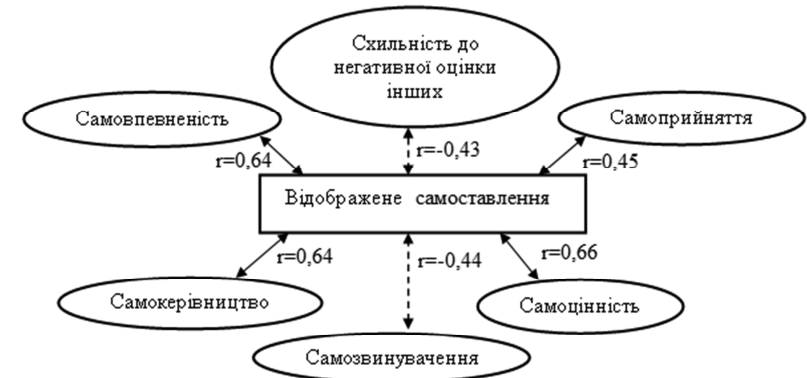 Схильність до
негативної оцінки
інших
Самовпевненість
Самоприйняття
r=0,64
r=-0,43
r=0,45
Відображене самоставлення
r=0,64
r=-0,44
r=0,66
Самокерівництво
Самоцінність
Самозвинувачення